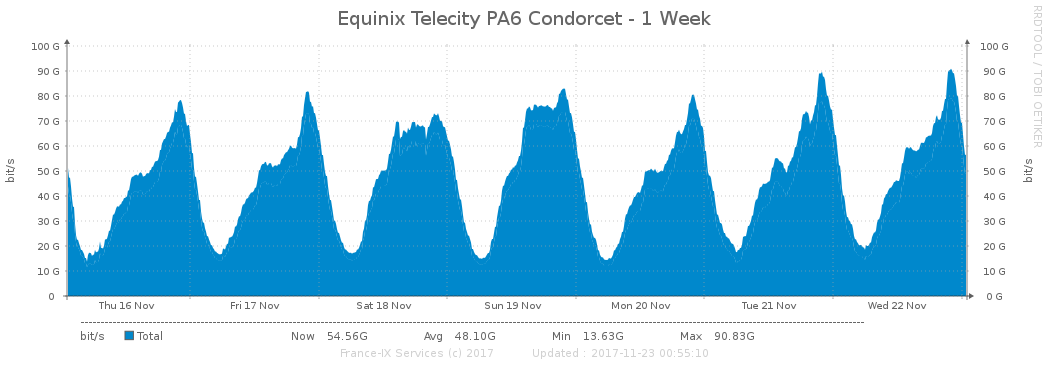 Equinix Telecity PA6 Condorcet - 1 Week
RRDTOOL / TOBI OETIKER
bit/s
100 G 100 G
90 G 90 G
80 G 80 G
70 G 70 G
60 G 60 G
50 G 50 G
40 G 40 G
30 G 30 G
20 G 20 G
10 G 10 G
0 0 G
bit/s
Thu 16 Nov Fri 17 Nov Sat 18 Nov Sun 19 Nov Mon 20 Nov Tue 21 Nov Wed 22 Nov
bit/s Total Now 54.56G Avg 48.10G Min 13.63G Max 90.83G
France-IX Services (c) 2017 Updated : 2017-11-23 00:55:10